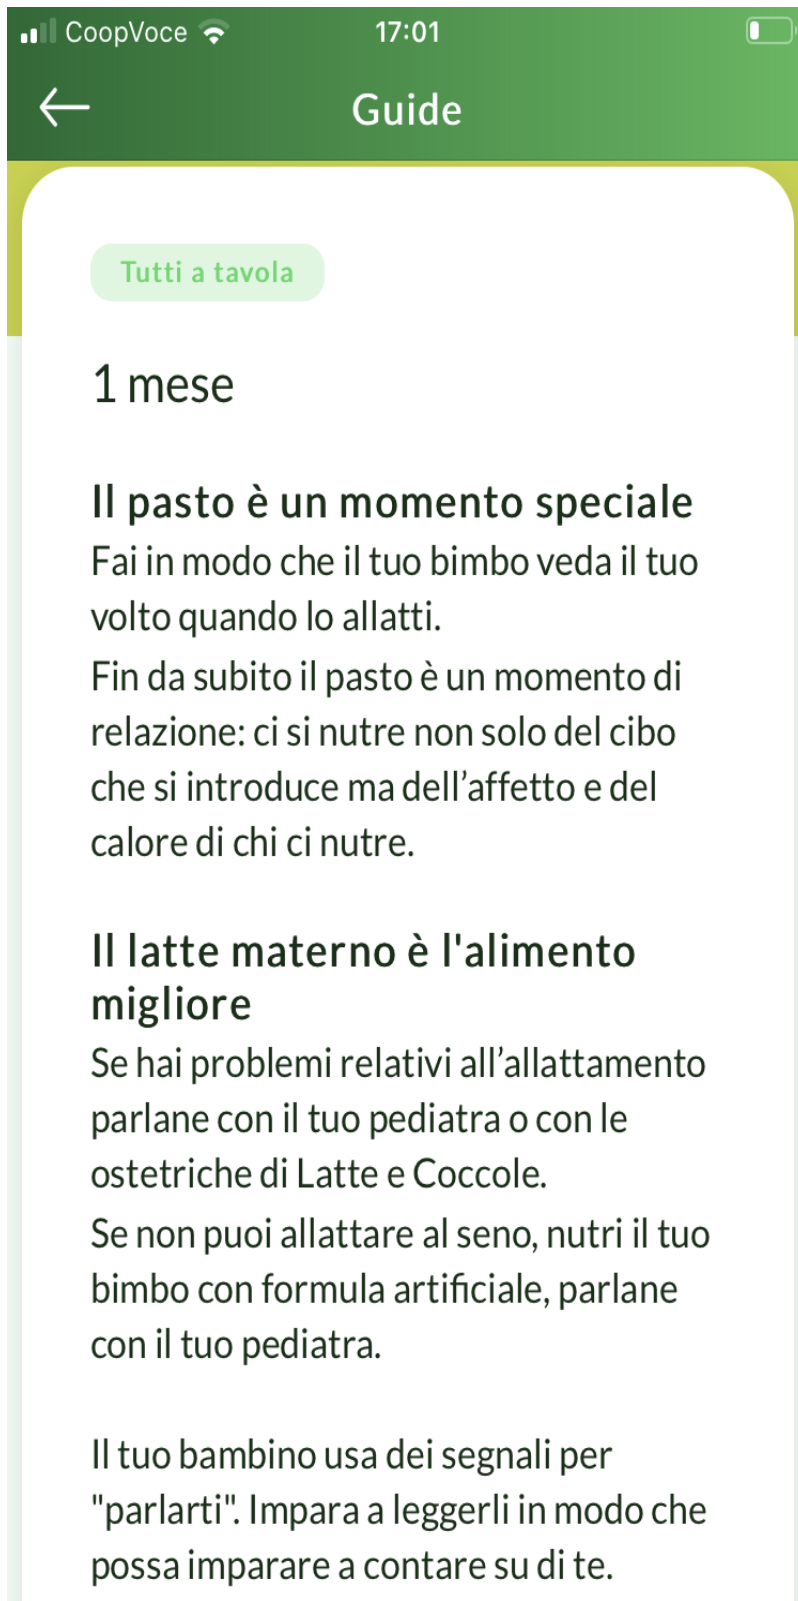 CoopVoce
17:01
Guide
Tutti a tavola
1 mese
Il pasto è un momento speciale
Fai in modo che il tuo bimbo veda il tuo
volto quando lo allatti.
Fin da subito il pasto è un momento di
relazione: ci si nutre non solo del cibo
che si introduce ma dell’affetto e del
calore di chi ci nutre.
Il latte materno è l'alimento
migliore
Se hai problemi relativi all’allattamento
parlane con il tuo pediatra o con le
ostetriche di Latte e Coccole.
Se non puoi allattare al seno, nutri il tuo
bimbo con formula artificiale, parlane
con il tuo pediatra.
Il tuo bambino usa dei segnali per
"parlarti". Impara a leggerli in modo che
possa imparare a contare su di te.